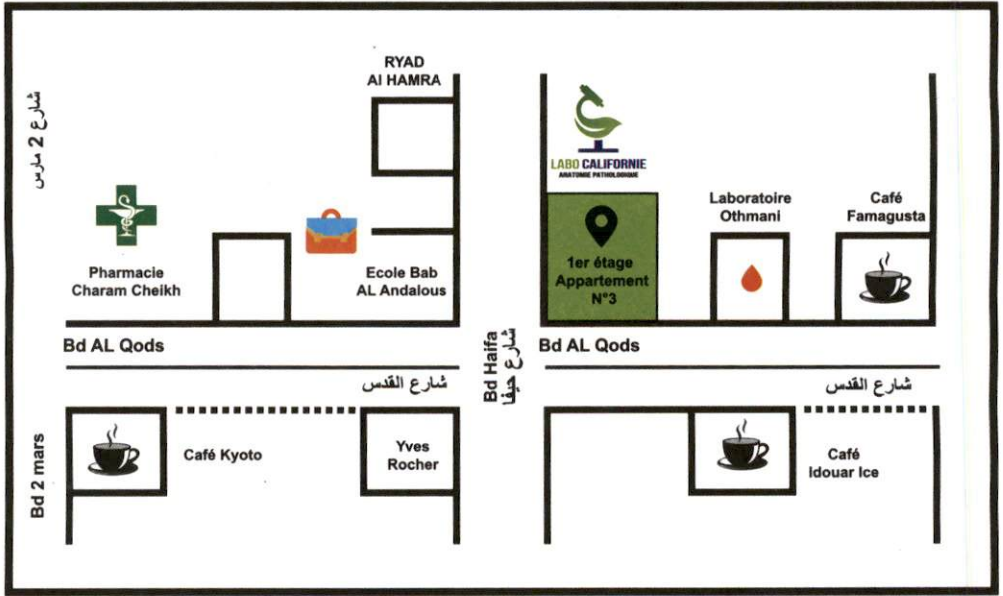 RYAD
Al HAMRA
شارع 2 مارس
LABO CALIFORNIE
ANATOMIE PATHOLOGIQUE
Laboratoire
Othmani
Café
Famagusta
Pharmacie
Charam Cheikh
Ecole Bab
AL Andalous
1er étage
Appartement
N°3
Bd AL Qods
Bd Haifa
شارع حيفا
Bd AL Qods
شارع القدس
شارع القدس
Bd 2 mars
Café Kyoto
Yves
Rocher
Café
Idouar Ice